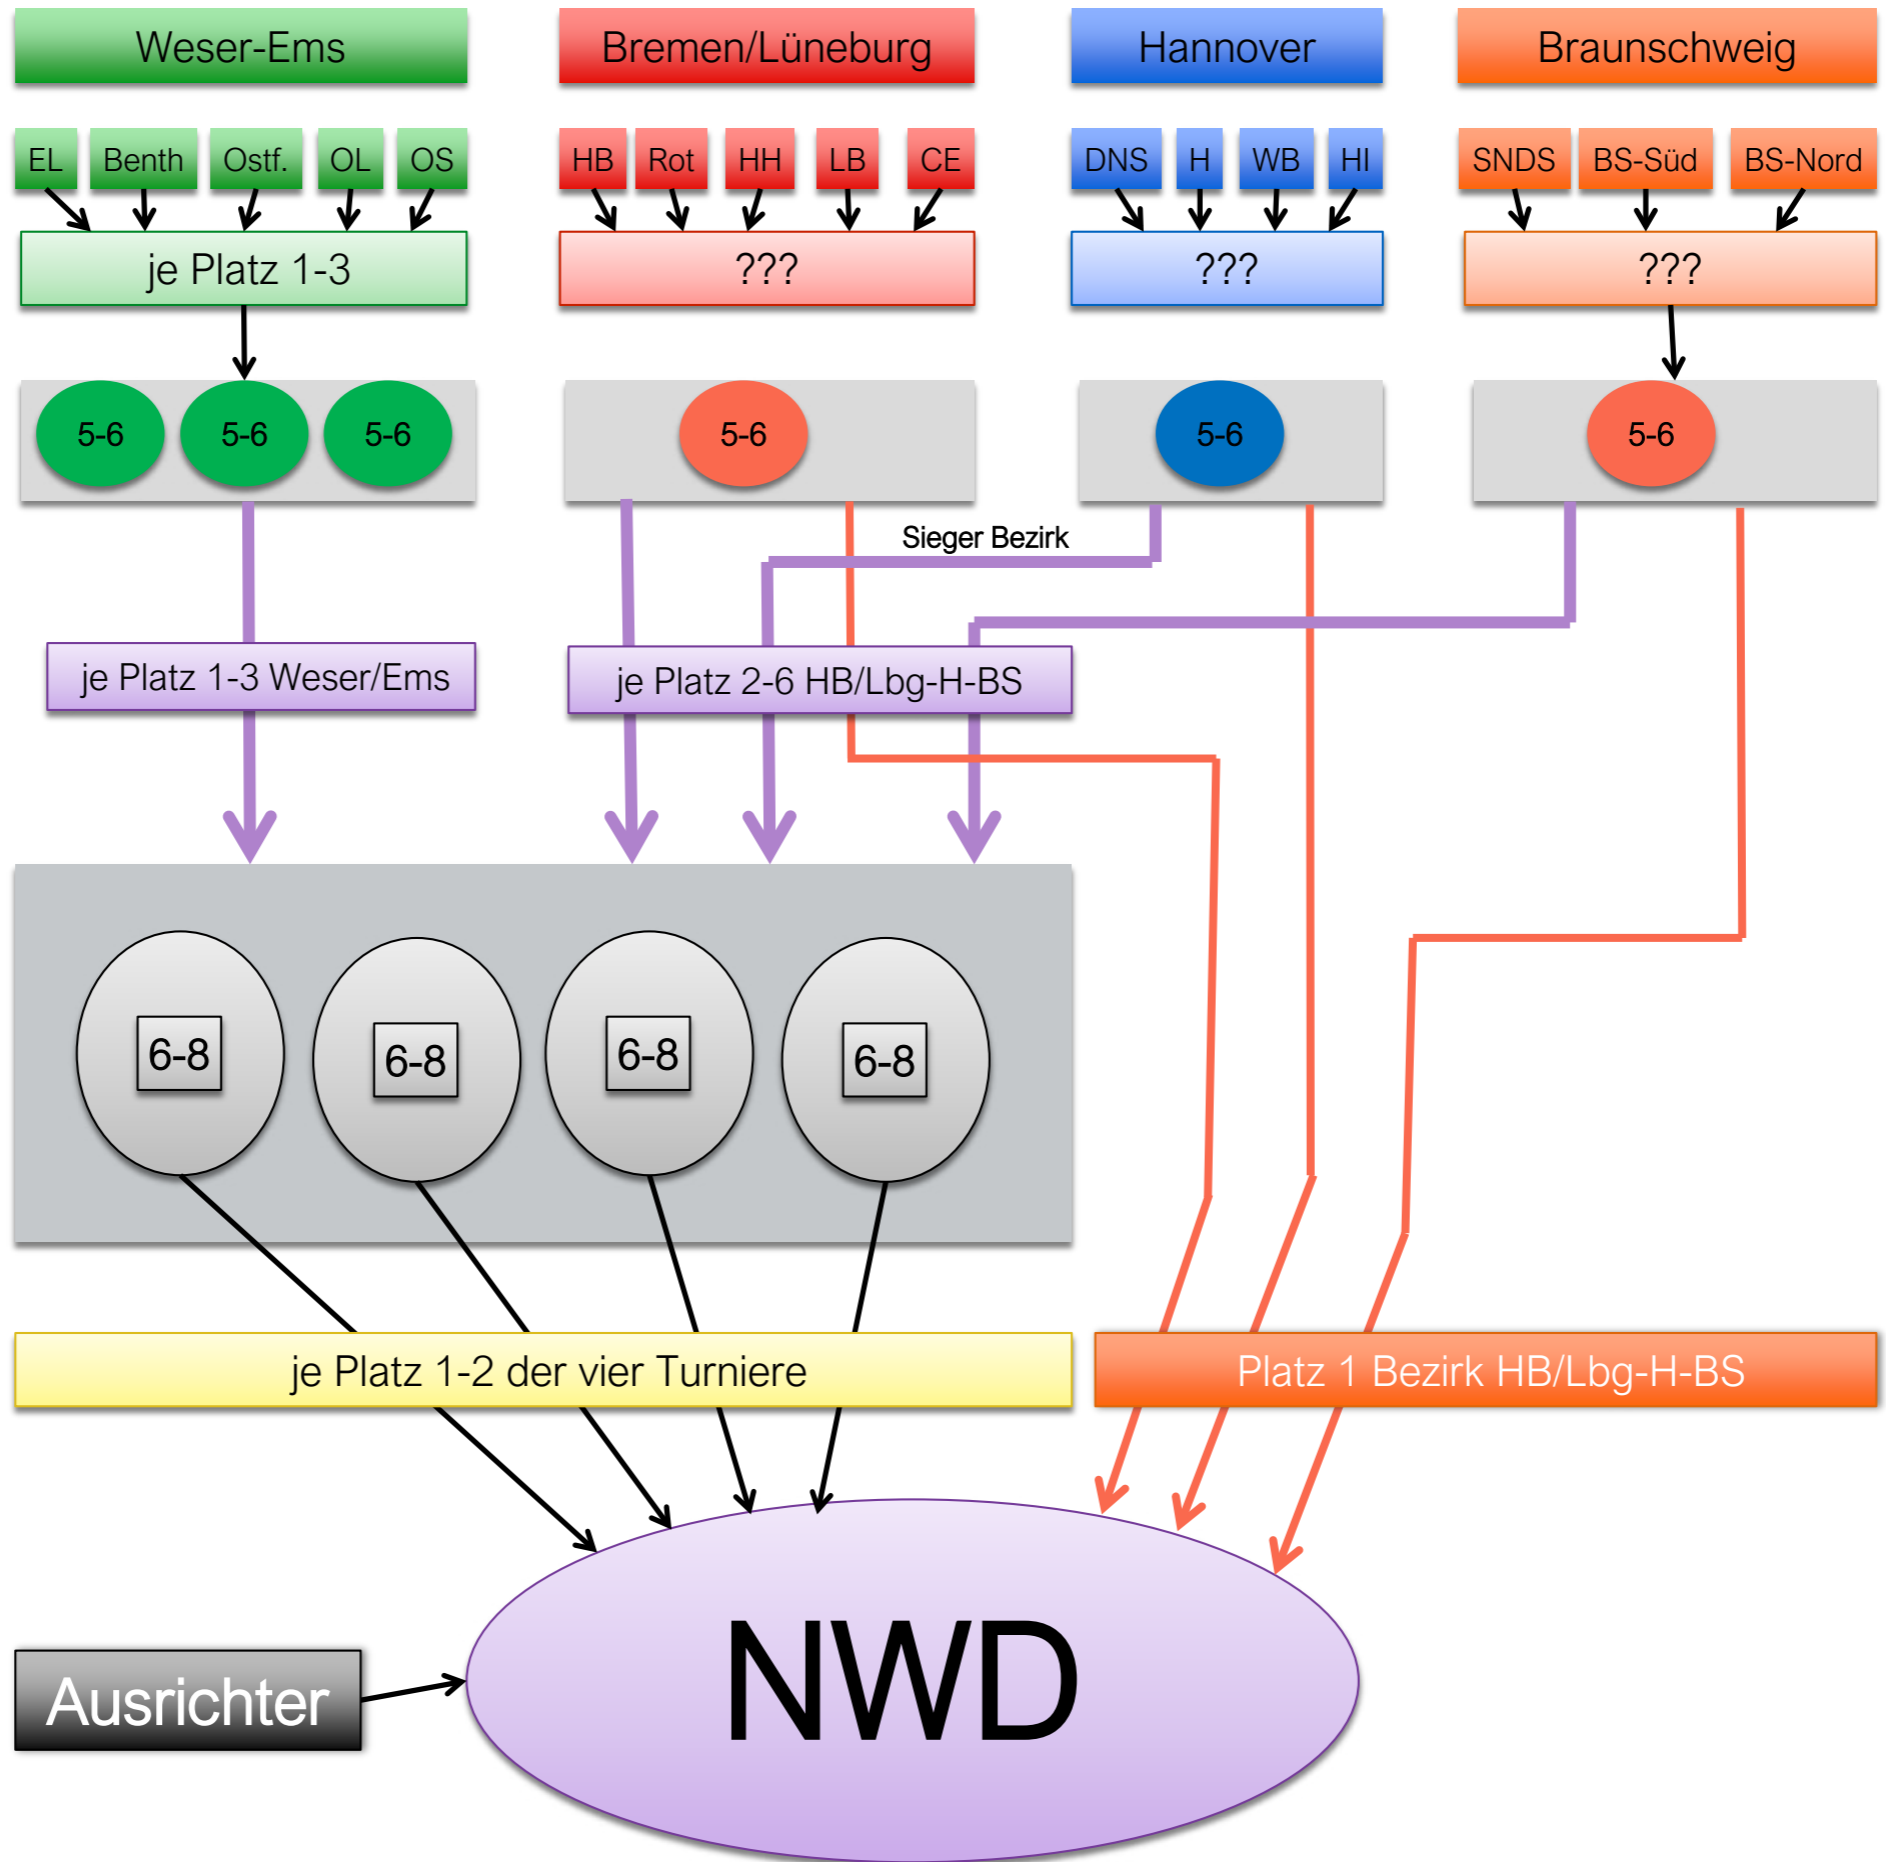 Weser-Ems
Bremen/Lüneburg
Hannover
Braunschweig
EL
Benth
Ostf.
OL
OS
HB
Rot
HH
LB
CE
DNS
H
WB
HI
SNDS
BS-Süd
BS-Nord
je Platz 1-3
???
???
???
5-6
5-6
5-6
5-6
5-6
5-6
Sieger Bezirk
je Platz 1-3 Weser/Ems
je Platz 2-6 HB/Lbg-H-BS
6-8
6-8
6-8
6-8
je Platz 1-2 der vier Turniere
Platz 1 Bezirk HB/Lbg-H-BS
Ausrichter
NWD